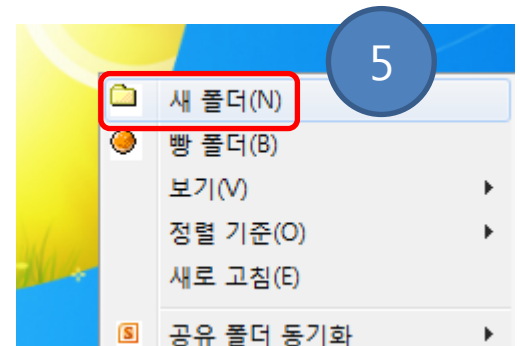 5
새 폴더(N)
빵 폴더(B)
보기(V)
정렬 기준(O)
새로 고침(E)
공유 폴더 동기화